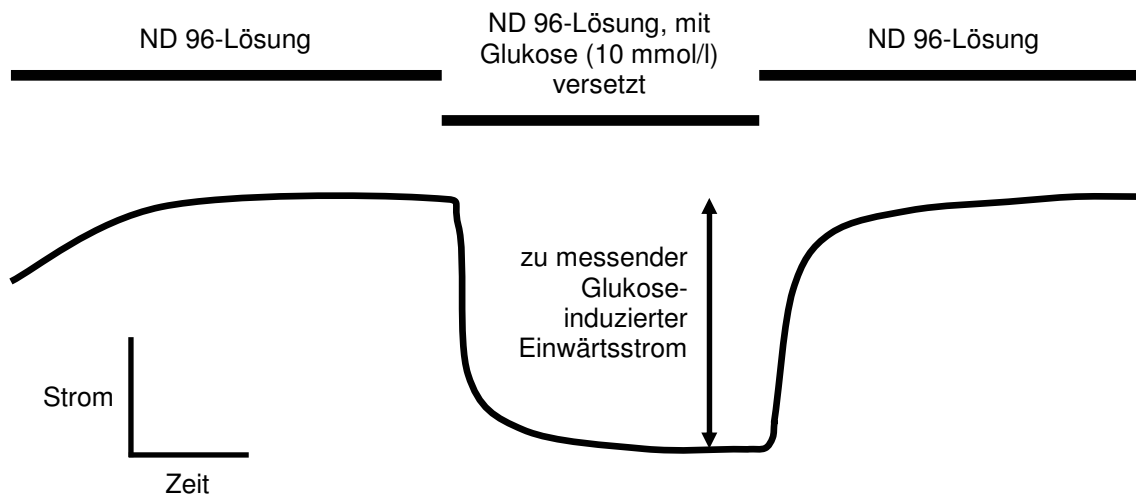 ND 96-Lösung
ND 96-Lösung, mit
Glukose (10 mmol/l)
versetzt
ND 96-Lösung
zu messender
Glukose-
induzierter
Einwärtsstrom
Strom
Zeit